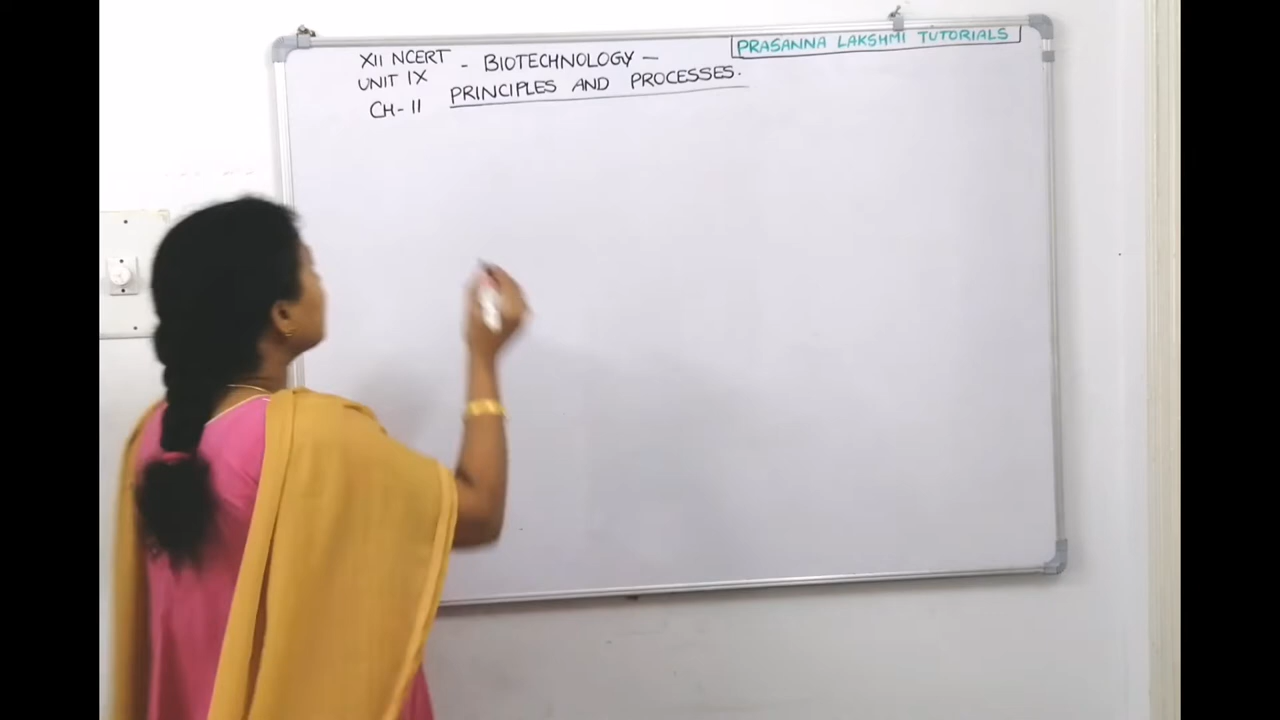 XII NCERT - BIOTECHNOLOGY -
UNIT IX
PRINCIPLES AND PROCESSES.
CH- 11
PRASANNA LAKSHMI TUTORIALS